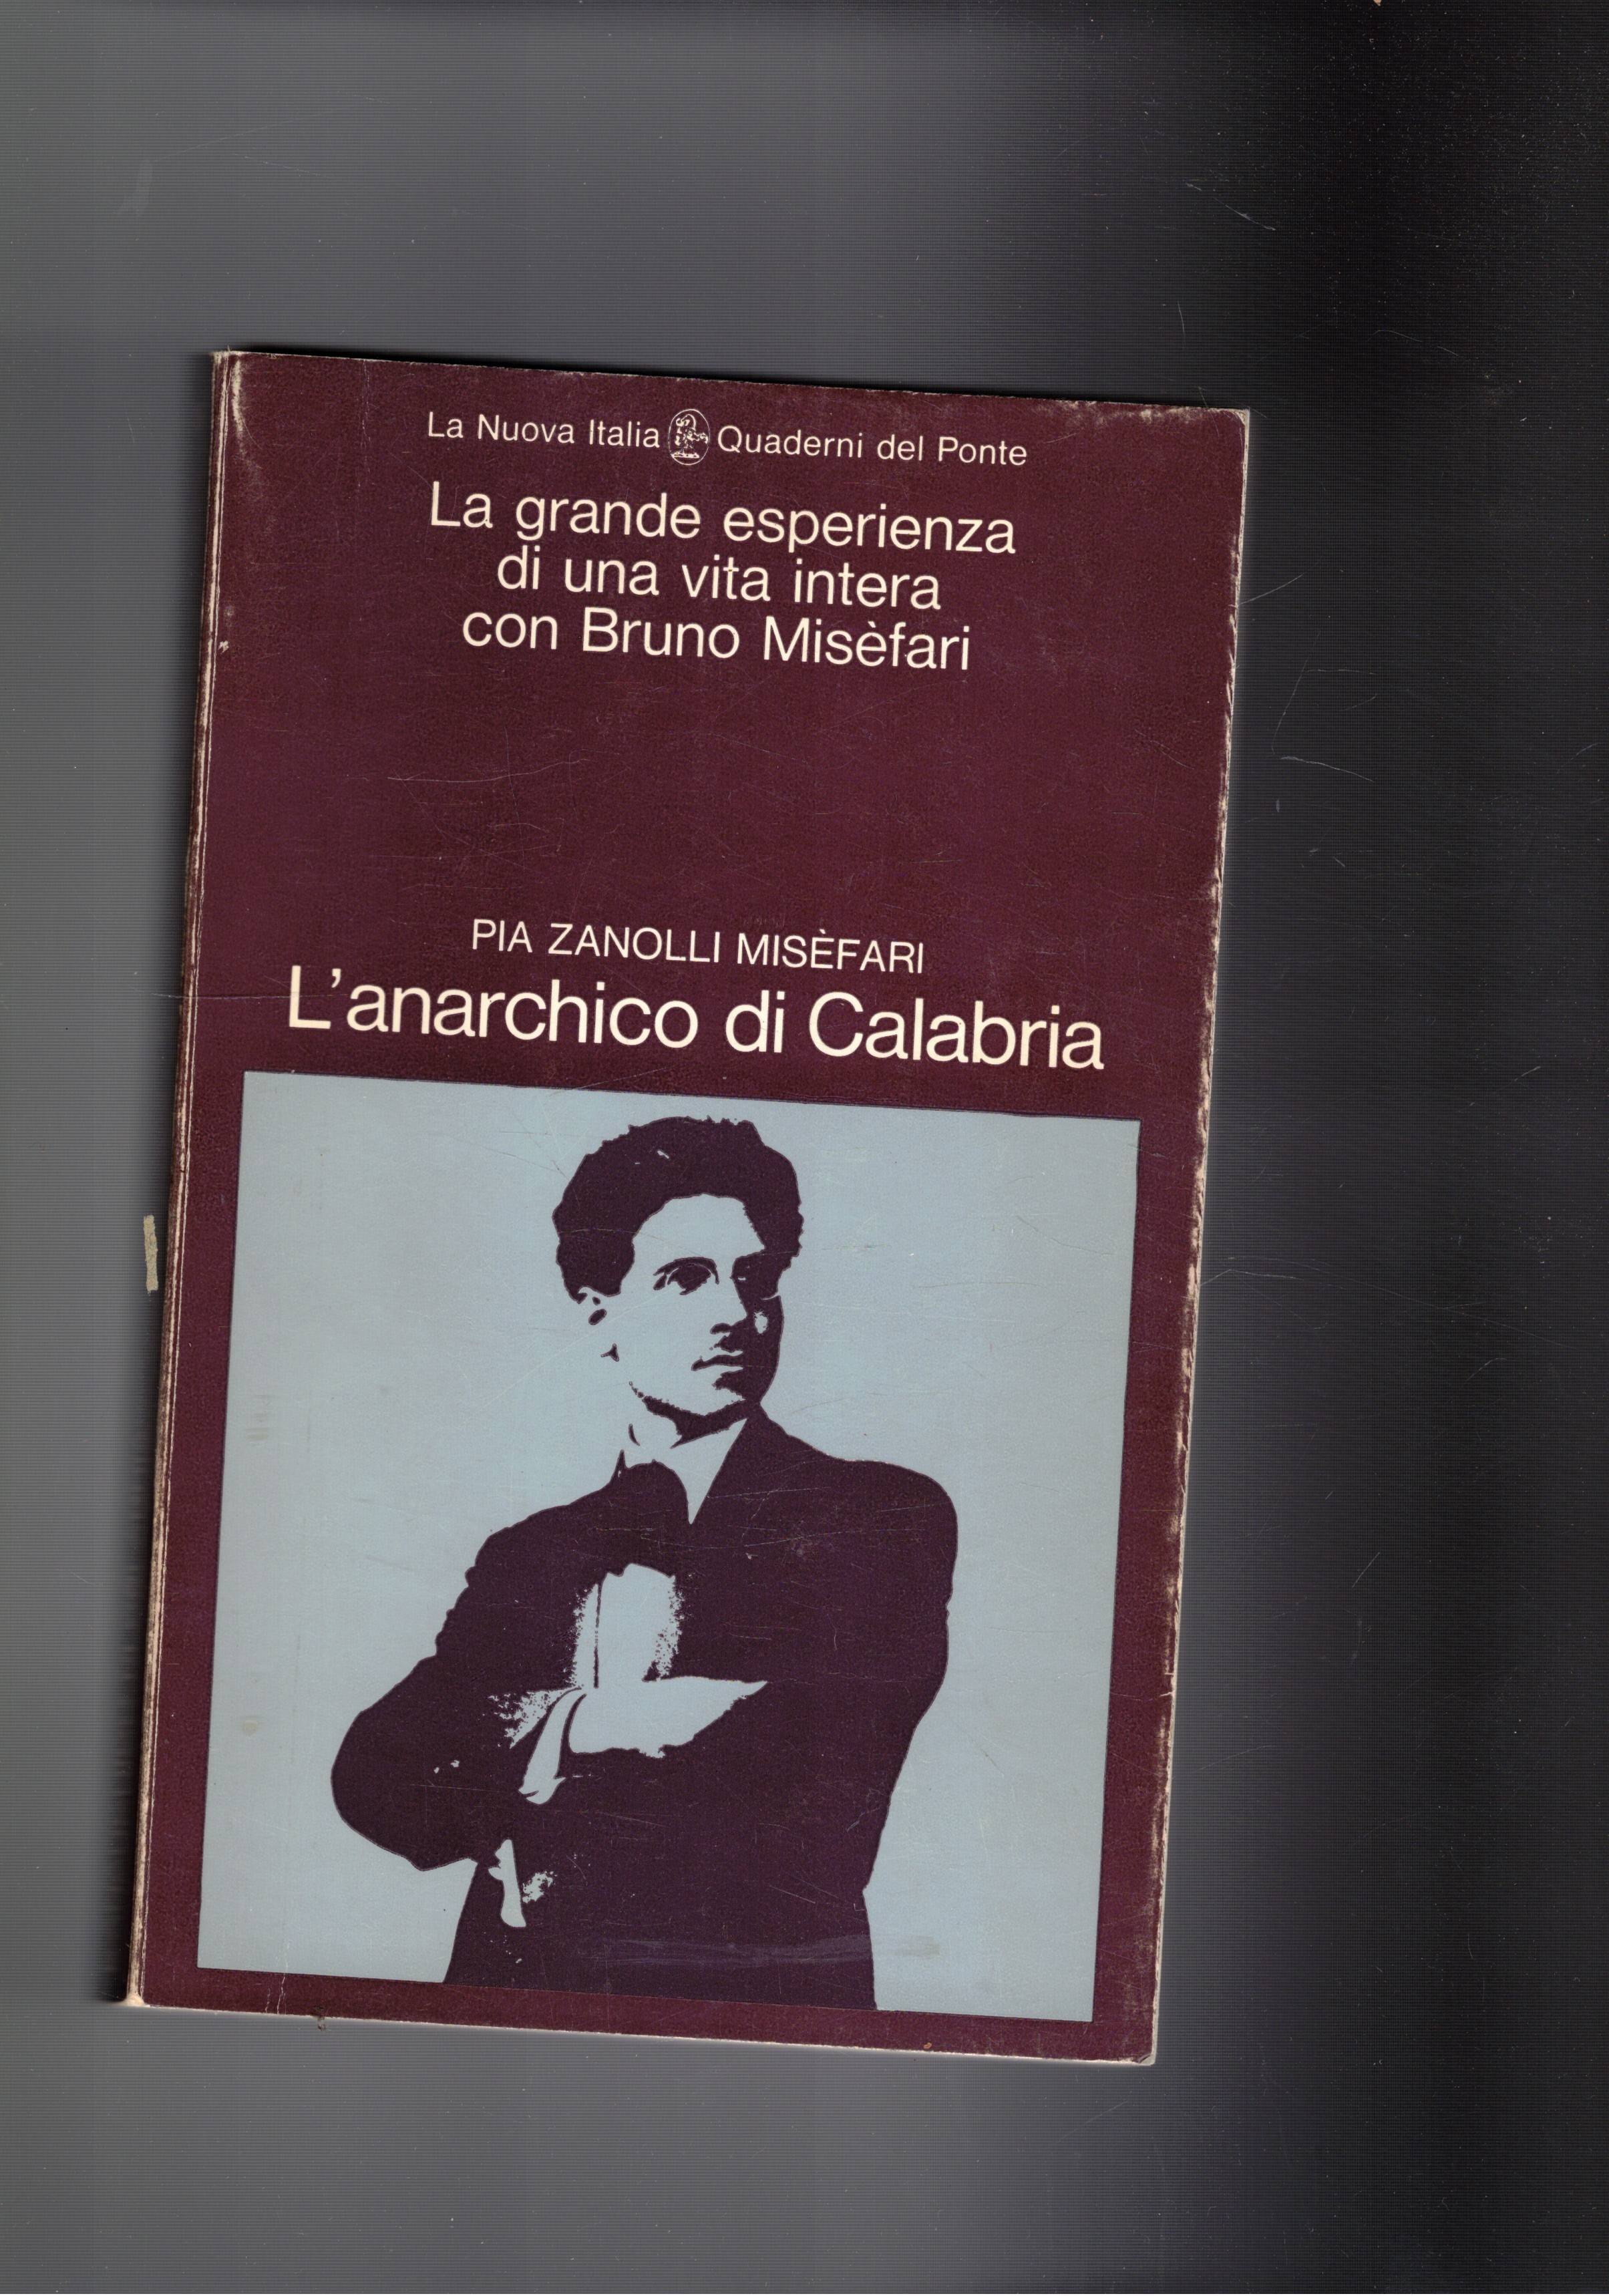 La Nuova Italia Quaderni del Ponte
La grande esperienza
di una vita intera
con Bruno Misèfari
PIA ZANOLLI MISÈFARI
L'anarchico di Calabria